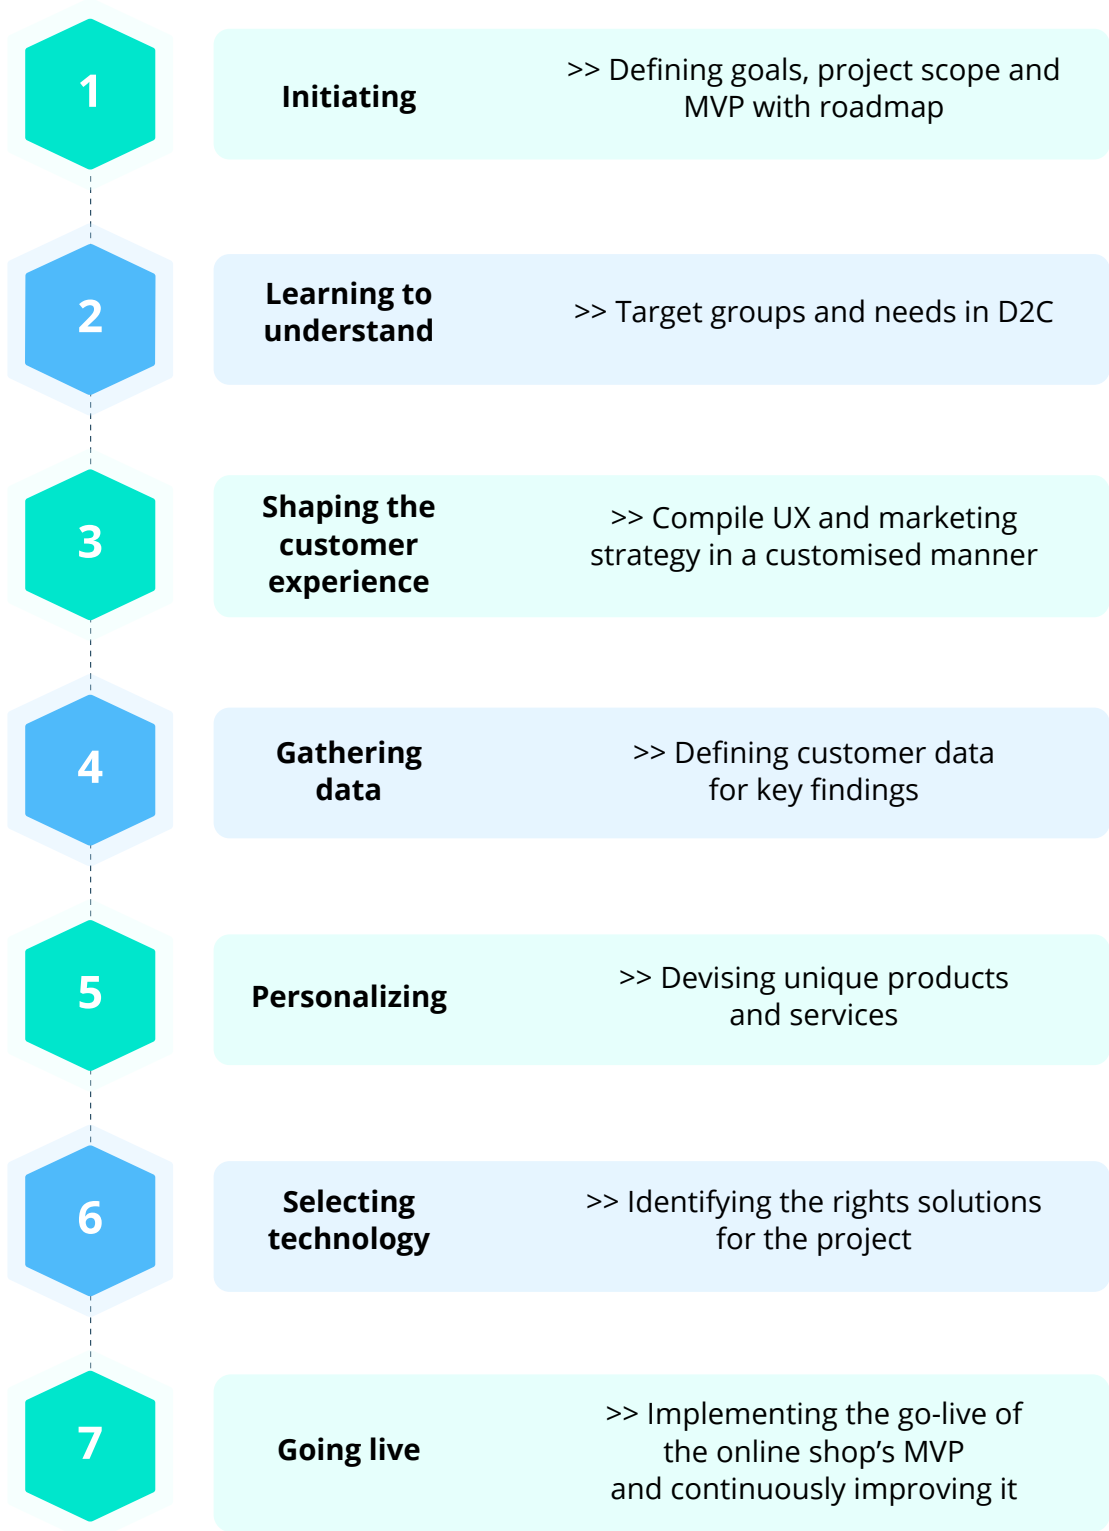 1
Initiating
>> Defining goals, project scope and
MVP with roadmap
2
Learning to
understand
>> Target groups and needs in D2C
3
Shaping the
customer
experience
>> Compile UX and marketing
strategy in a customised manner
4
Gathering
data
>> Defining customer data
for key findings
5
Personalizing
>> Devising unique products
and services
6
Selecting
technology
>> Identifying the rights solutions
for the project
7
Going live
>> Implementing the go-live of
the online shop’s MVP
and continuously improving it